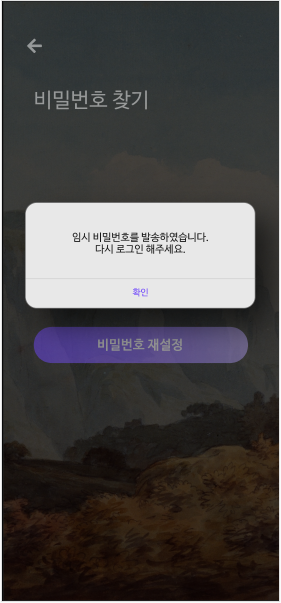 비밀번호 찾기
임시 비밀번호를 발송하였습니다.
다시 로그인 해주세요.
확인
비밀번호 재설정